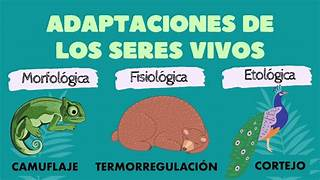 ADAPTACIONES DE
LOS SERES VIVOS
Morfológica
Fisiológica
Etológica
CAMUFLAJE
TERMORREGULACIÓN
CORTEJO